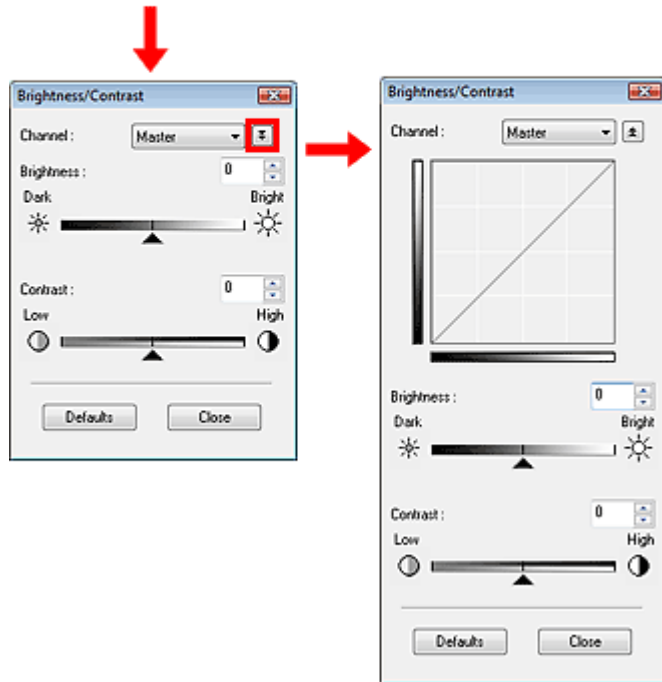 Brightness/Contrast
Channel : Master
Brightness : 0
Dark Bright
Contrast : 0
Low High
Defaults Close
Brightness/Contrast
Channel : Master
Brightness : 0
Dark Bright
Contrast : 0
Low High
Defaults Close